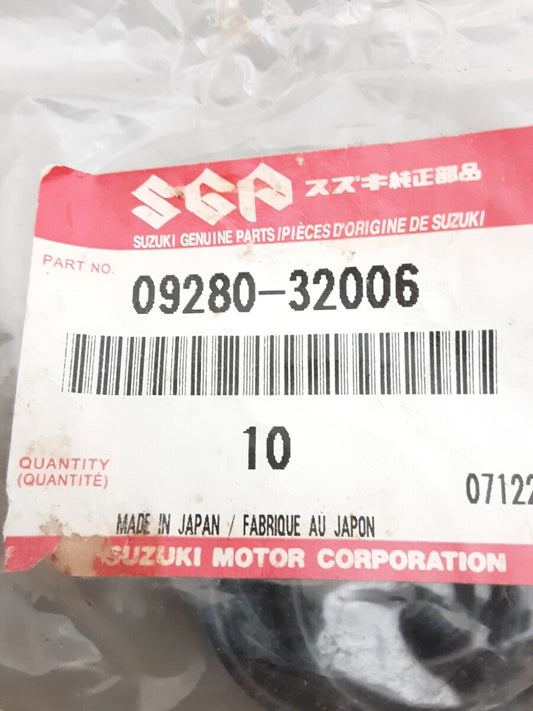 SGP スズキ純正部品
SUZUKI GENUINE PARTS/PIÈCES D'ORIGINE DE SUZUKI
PART NO.
09280-32006
10
QUANTITY
(QUANTITÉ)
07122
MADE IN JAPAN / FABRIQUE AU JAPON
SUZUKI MOTOR CORPORATION